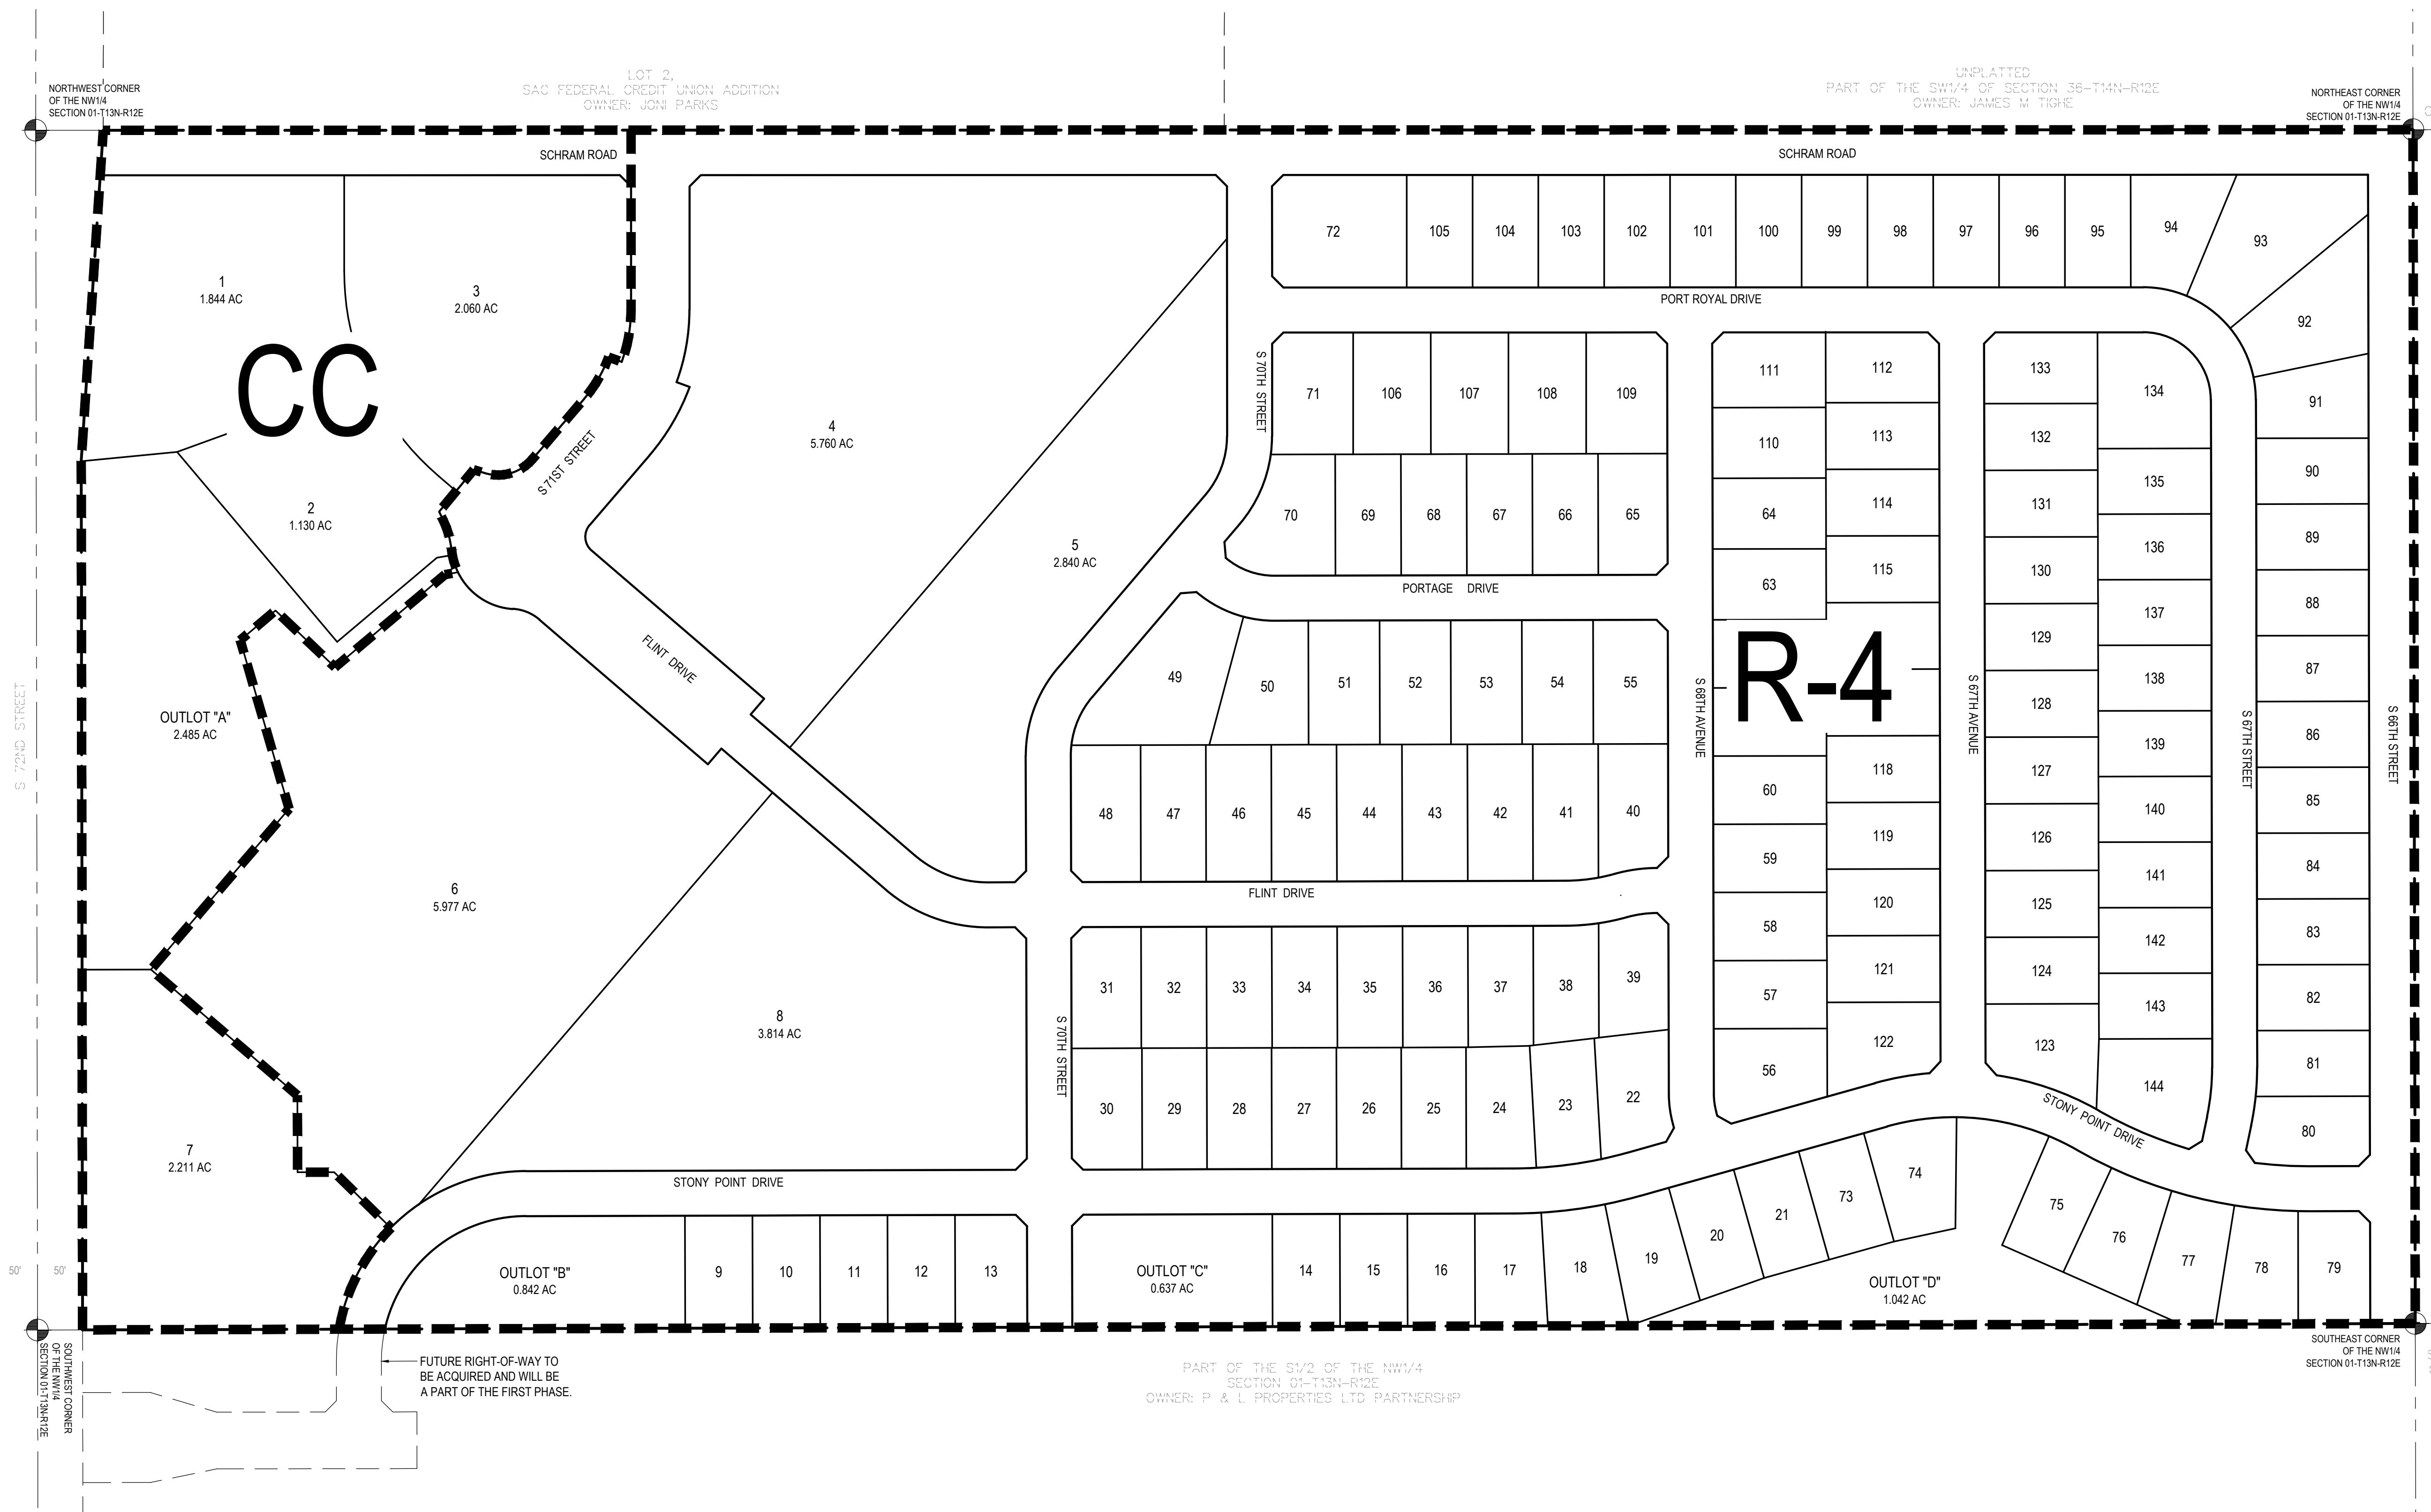 LOT 2,
SAC FEDERAL CREDIT UNION ADDITION
OWNER: JONI PARKS
UNPLATTED
PART OF THE SW1/4 OF SECTION 36-T14N-R12E
OWNER: JAMES M TIGHE
NORTHWEST CORNER
OF THE NW1/4
SECTION 01-T13N-R12E
NORTHEAST CORNER
OF THE NW1/4
SECTION 01-T13N-R12E
SCHRAM ROAD
SCHRAM ROAD
1
1.844 AC
3
2.060 AC
CC
2
1.130 AC
S 71ST STREET
4
5.760 AC
5
2.840 AC
72
105
104
103
102
101
100
99
98
97
96
95
94
93
92
PORT ROYAL DRIVE
S 70TH STREET
71
106
107
108
109
70
69
68
67
66
65
PORTAGE DRIVE
111
110
64
63
112
113
114
115
133
132
131
130
129
128
127
126
125
124
123
134
135
136
137
138
139
140
141
142
143
144
91
90
89
88
87
86
85
84
83
82
81
80
R-4
S 68TH AVENUE
S 67TH AVENUE
S 67TH STREET
S 66TH STREET
S 72ND STREET
OUTLOT "A"
2.485 AC
FLINT DRIVE
49
50
51
52
53
54
55
48
47
46
45
44
43
42
41
40
60
59
58
57
56
118
119
120
121
122
FLINT DRIVE
6
5.977 AC
8
3.814 AC
S 70TH STREET
31
32
33
34
35
36
37
38
39
30
29
28
27
26
25
24
23
22
7
2.211 AC
STONY POINT DRIVE
STONY POINT DRIVE
OUTLOT "B"
0.842 AC
9
10
11
12
13
OUTLOT "C"
0.637 AC
14
15
16
17
18
19
20
21
73
74
OUTLOT "D"
1.042 AC
75
76
77
78
79
50'
50'
SOUTHWEST CORNER
OF THE NW1/4
SECTION 01-T13N-R12E
FUTURE RIGHT-OF-WAY TO
BE ACQUIRED AND WILL BE
A PART OF THE FIRST PHASE.
PART OF THE S1/2 OF THE NW1/4
SECTION 01-T13N-R12E
OWNER: P & L PROPERTIES LTD PARTNERSHIP
SOUTHEAST CORNER
OF THE NW1/4
SECTION 01-T13N-R12E